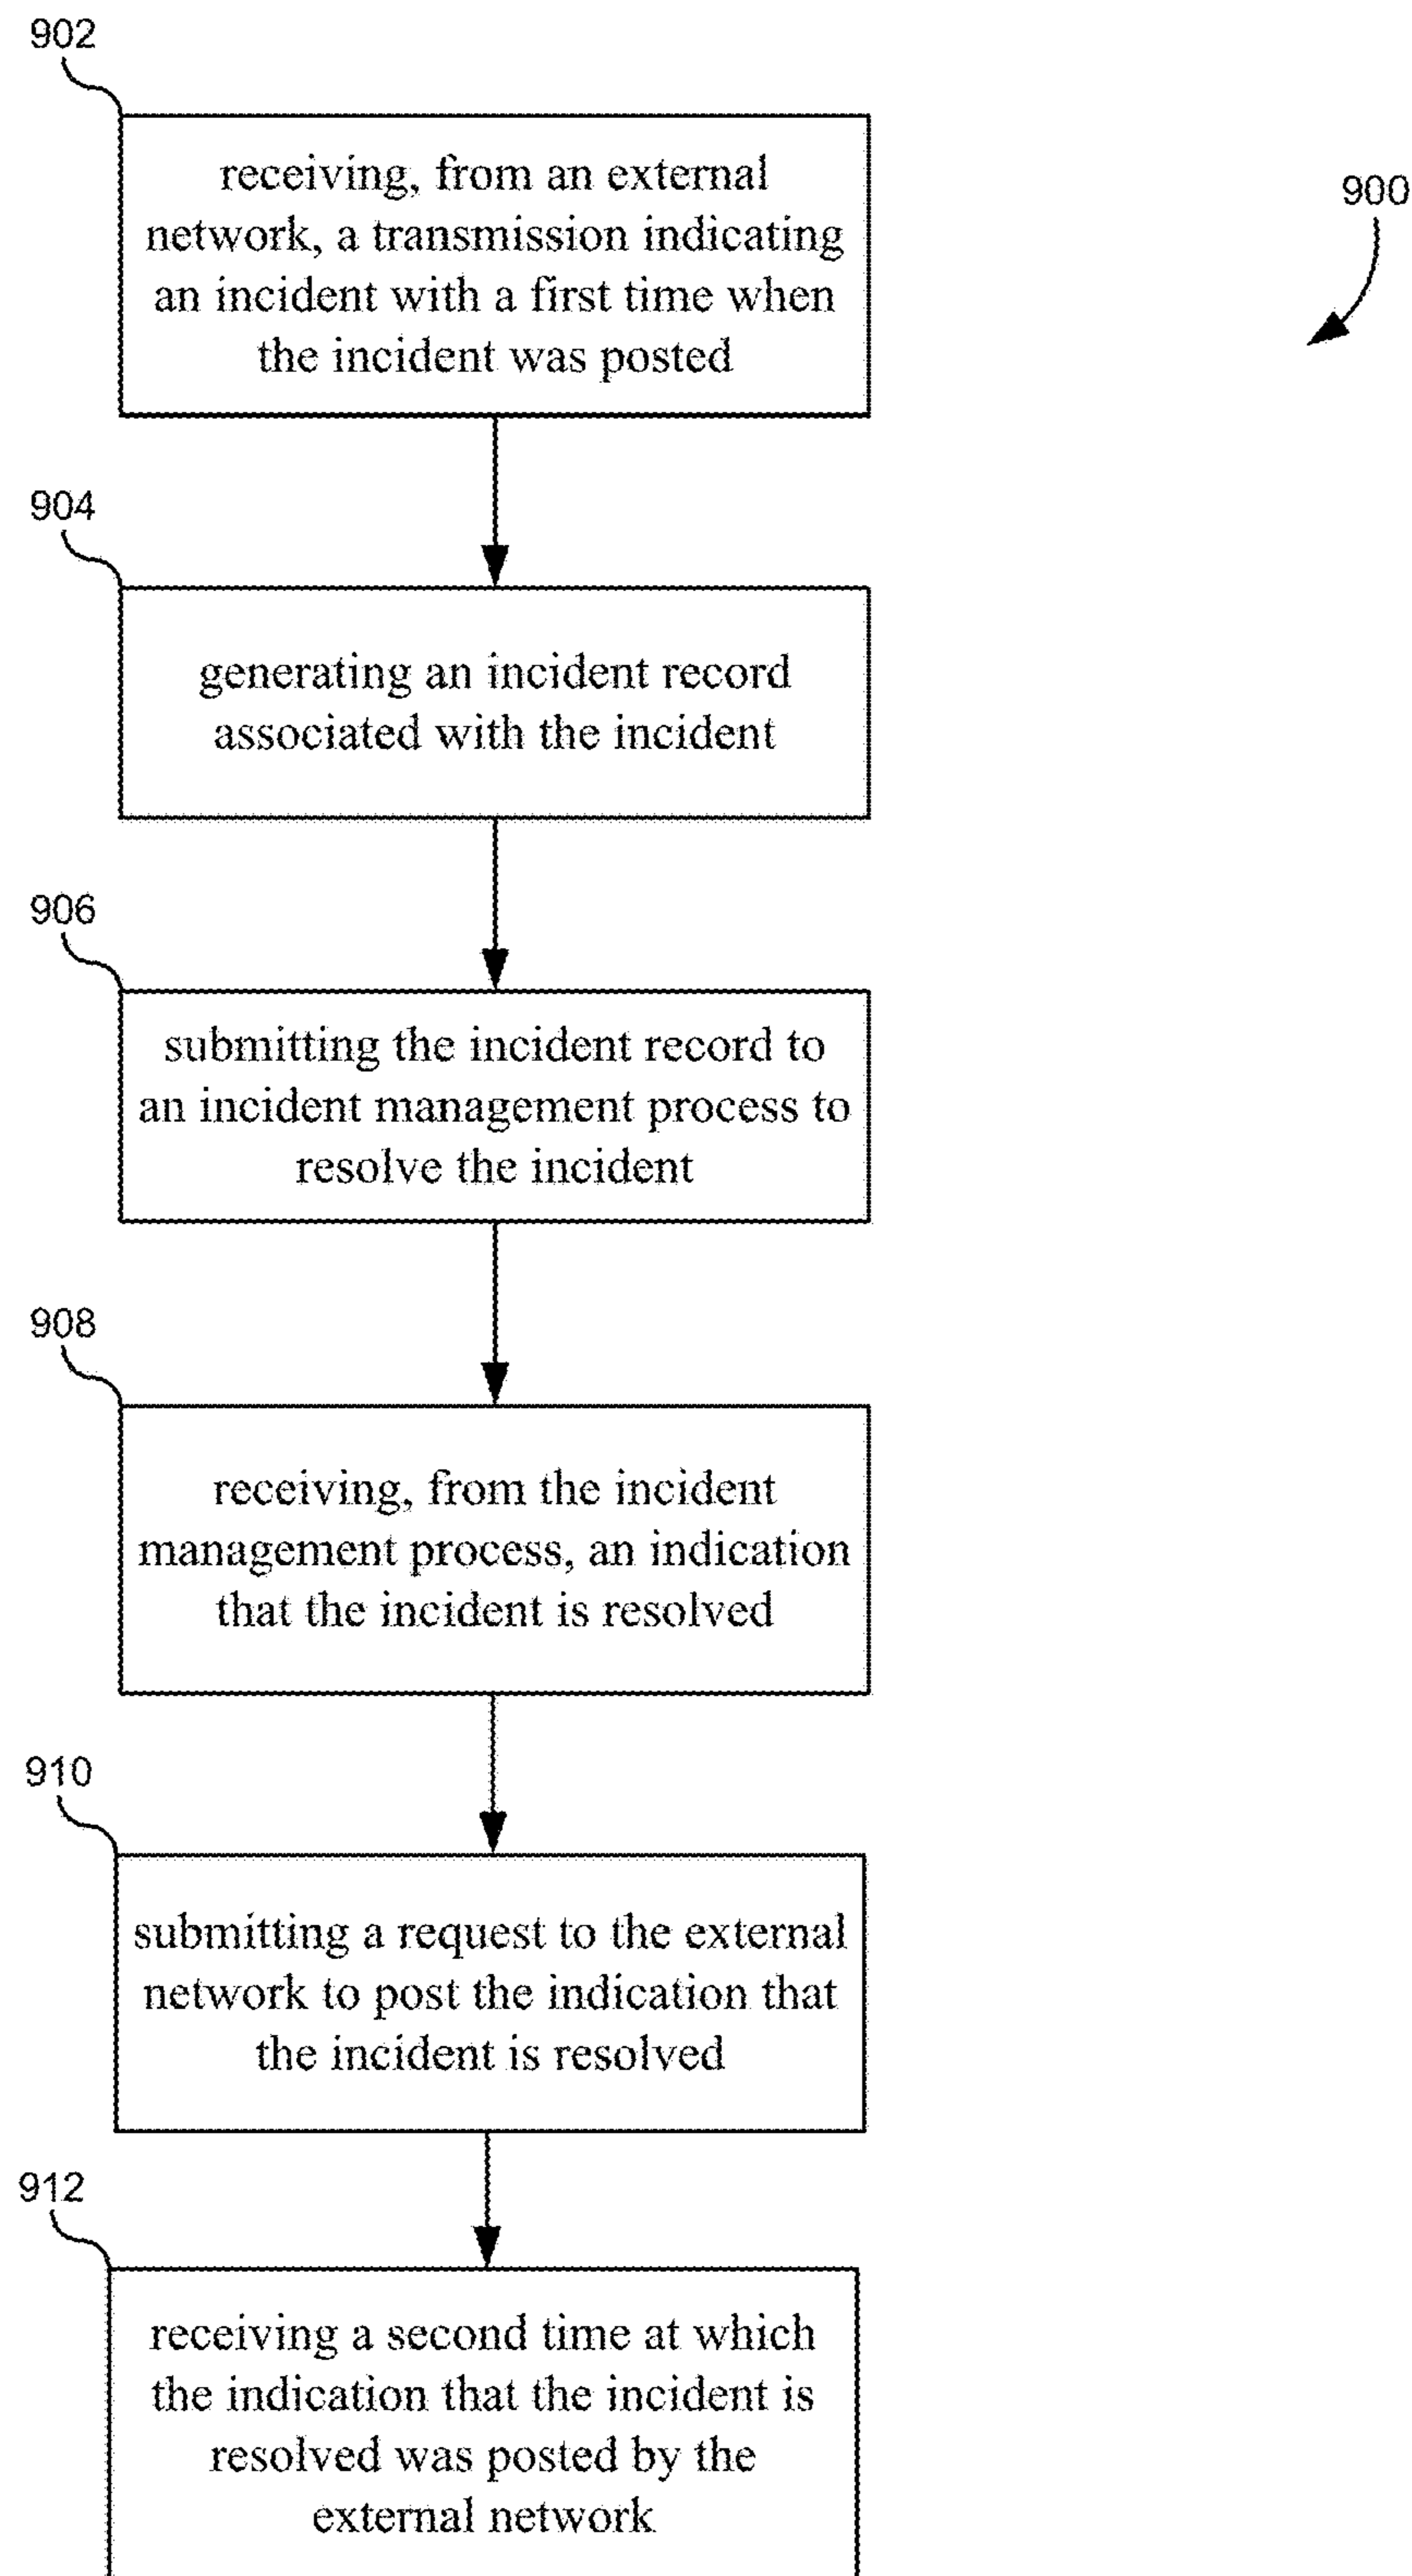 902
900
receiving, from an external
network, a transmission indicating
an incident with a first time when
the incident was posted
904
generating an incident record
associated with the incident
906
submitting the incident record to
an incident management process to
resolve the incident
908
receiving, from the incident
management process, an indication
that the incident is resolved
910
submitting a request to the external
network to post the indication that
the incident is resolved
912
receiving a second time at which
the indication that the incident is
resolved was posted by the
external network